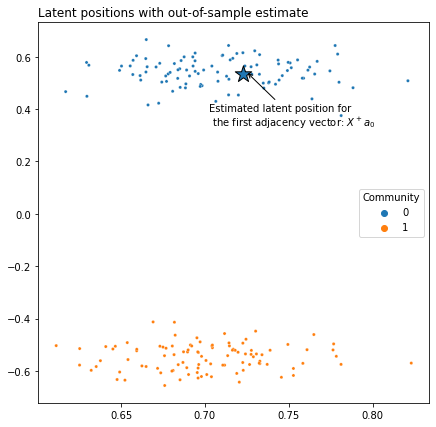 Latent positions with out-of-sample estimate
0.6
0.4
Estimated latent position for
the first adjacency vector: X⁺a₀
0.2
Community
0
1
0.0
−0.2
−0.4
−0.6
0.65 0.70 0.75 0.80